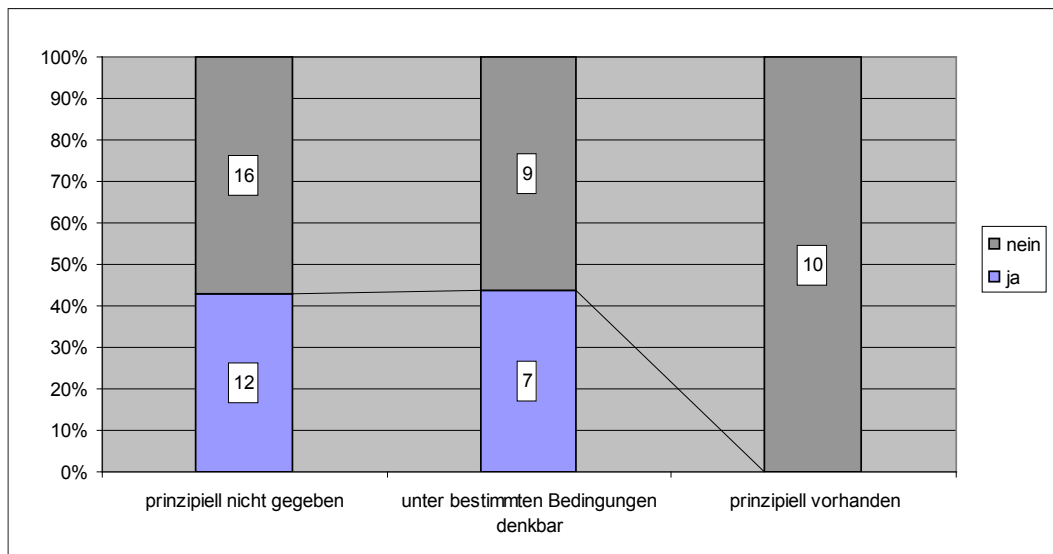 100%
90%
80%
70%
60%
50%
40%
30%
20%
10%
0%
16
12
9
7
10
prinzipiell nicht gegeben
unter bestimmten Bedingungen
denkbar
prinzipiell vorhanden
nein
ja